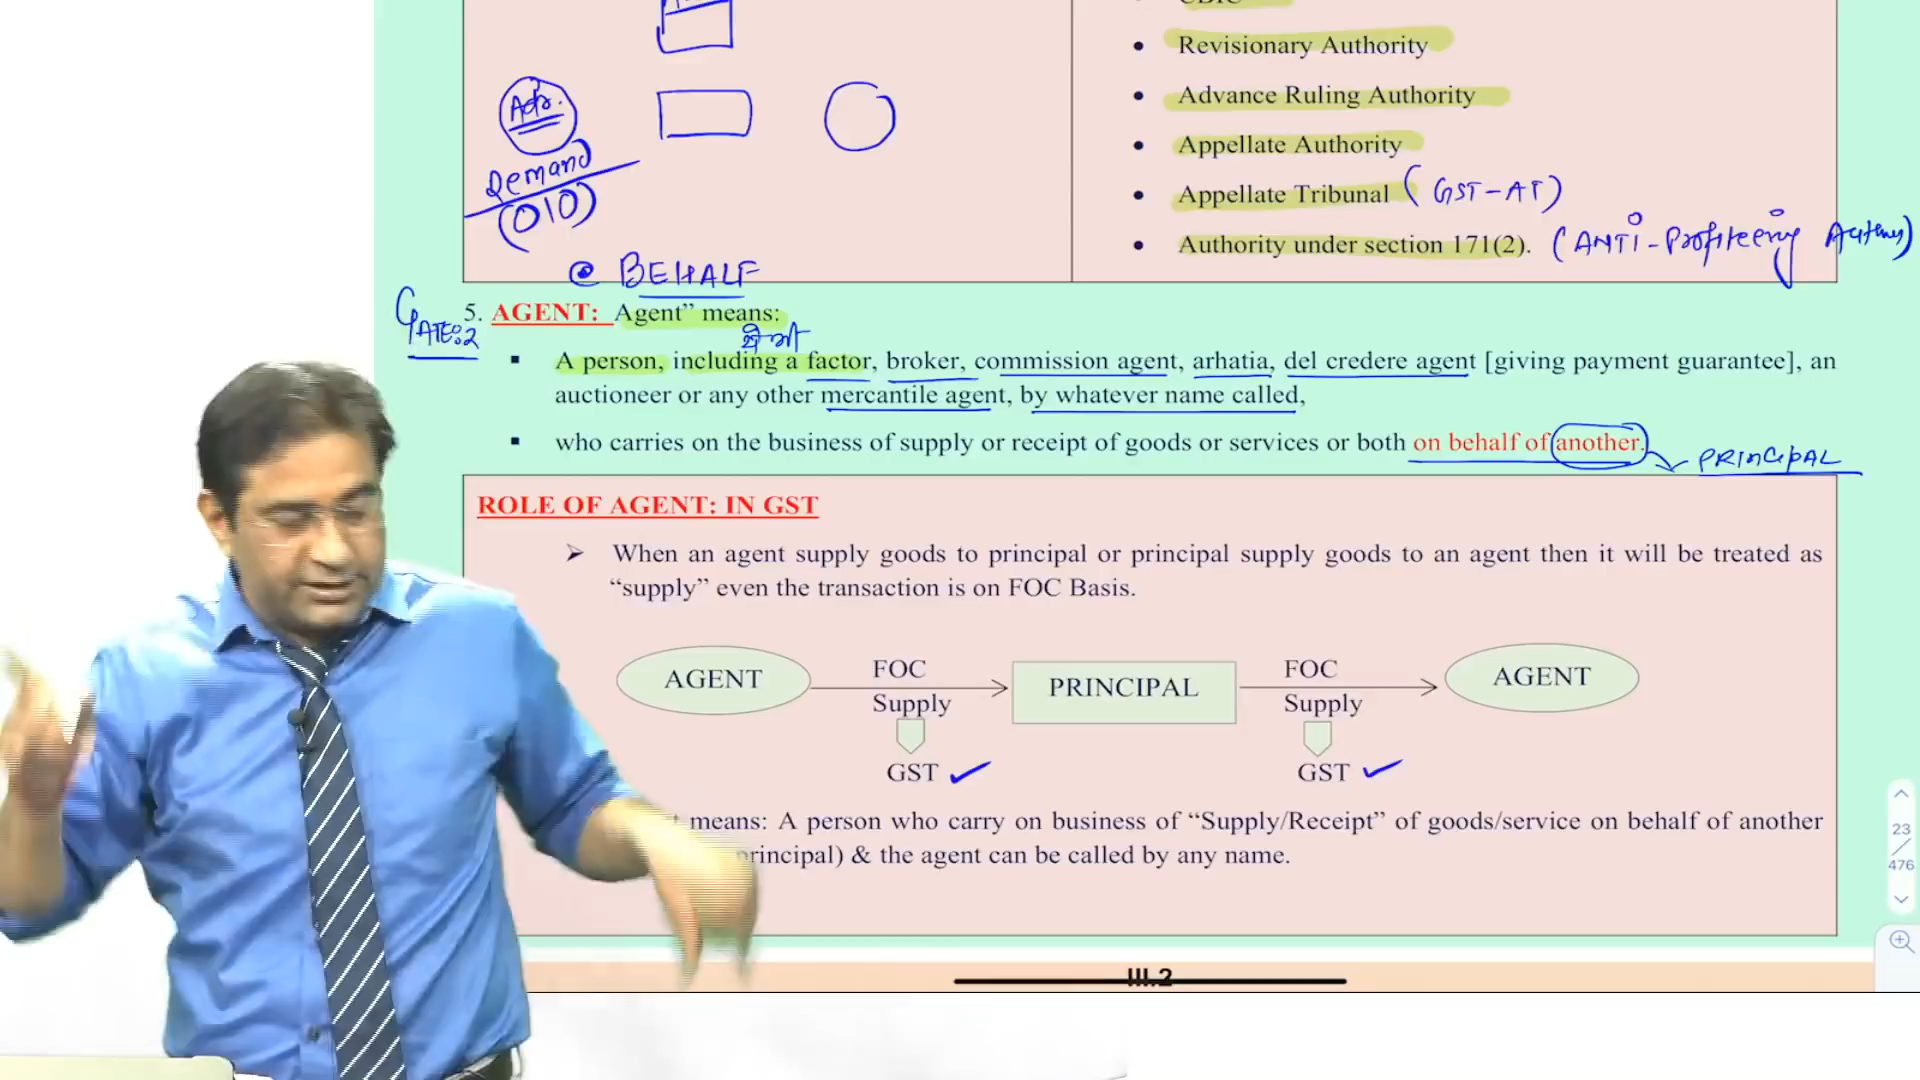 • Revisionary Authority
• Advance Ruling Authority
• Appellate Authority
• Appellate Tribunal (GST-AT)
• Authority under section 171(2). (ANTI-Profiteering
Adj.
Demand
(OIO)
@ BEHALF
GATE:2
5. AGENT: Agent” means:
▪ A person, including a factor, broker, commission agent, arhatia, del credere agent [giving payment guarantee], an
auctioneer or any other mercantile agent, by whatever name called,
▪ who carries on the business of supply or receipt of goods or services or both on behalf of another.
PRINCIPAL
ROLE OF AGENT: IN GST
➢ When an agent supply goods to principal or principal supply goods to an agent then it will be treated as
“supply” even the transaction is on FOC Basis.
AGENT FOC PRINCIPAL FOC AGENT
Supply Supply
GST ✓ GST ✓
means: A person who carry on business of “Supply/Receipt” of goods/service on behalf of another
principal) & the agent can be called by any name.
23
/
476
III.2